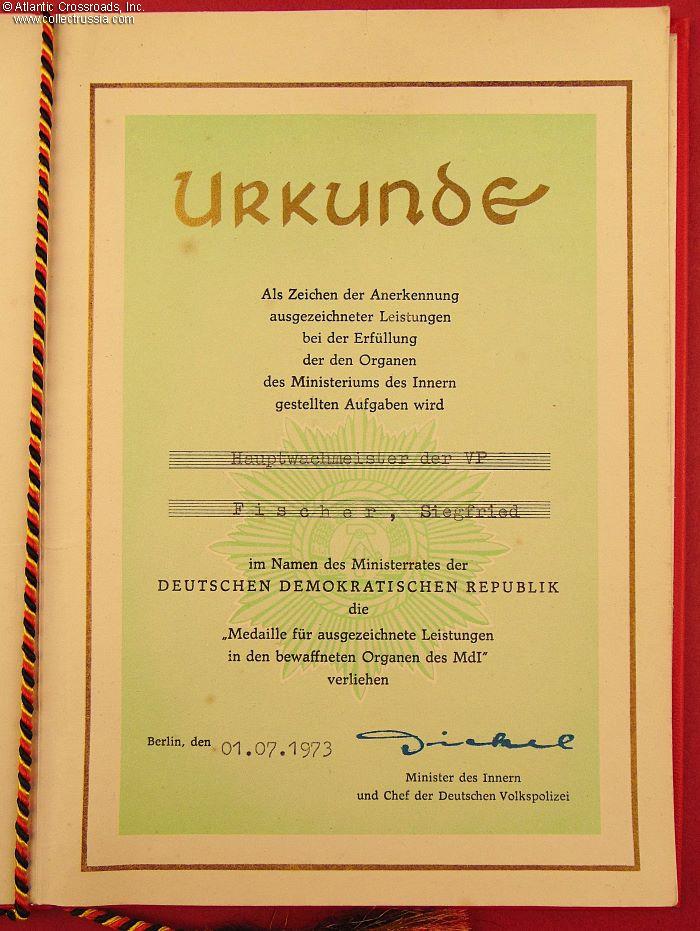 © Atlantic Crossroads, Inc.
www.collectrussia.com
URKUNDE
Als Zeichen der Anerkennung
ausgezeichneter Leistungen
bei der Erfüllung
der den Organen
des Ministeriums des Innern
gestellten Aufgaben wird
Hauptwachmeister der VP
Fischer, Siegfried
im Namen des Ministerrates der
DEUTSCHEN DEMOKRATISCHEN REPUBLIK
die
„Medaille für ausgezeichnete Leistungen
in den bewaffneten Organen des MdI"
verliehen
Berlin, den 01.07.1973
Dickel
Minister des Innern
und Chef der Deutschen Volkspolizei